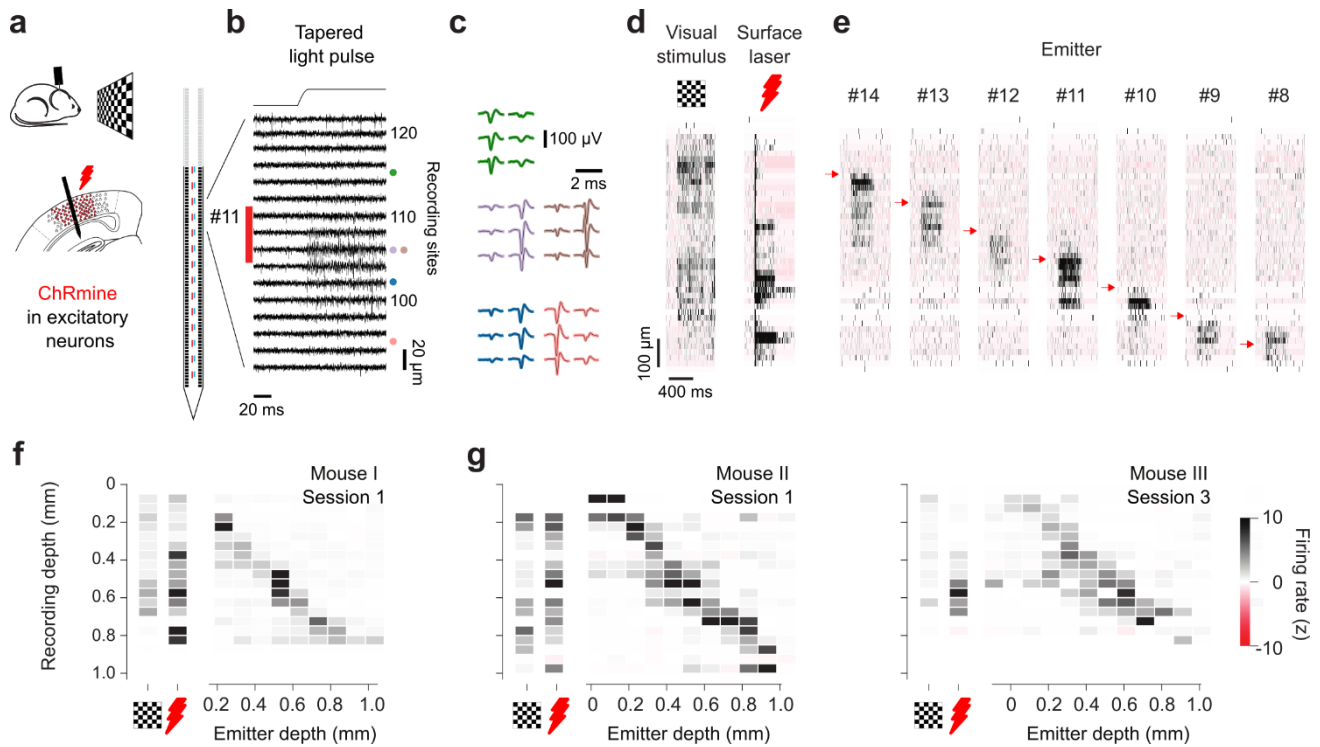 a
ChRmine
in excitatory
neurons
b
Tapered
light pulse
#11
120
110
100
Recording sites
20 µm
20 ms
c
100 µV
2 ms
d
Visual
stimulus
Surface
laser
100 µm
400 ms
e
Emitter
#14 #13 #12 #11 #10 #9 #8
f
Mouse I
Session 1
Recording depth (mm)
0
0.2
0.4
0.6
0.8
1.0
0.2 0.4 0.6 0.8 1.0
Emitter depth (mm)
g
Mouse II
Session 1
0 0.2 0.4 0.6 0.8 1.0
Emitter depth (mm)
Mouse III
Session 3
0 0.2 0.4 0.6 0.8 1.0
Emitter depth (mm)
10
0
-10
Firing rate (z)